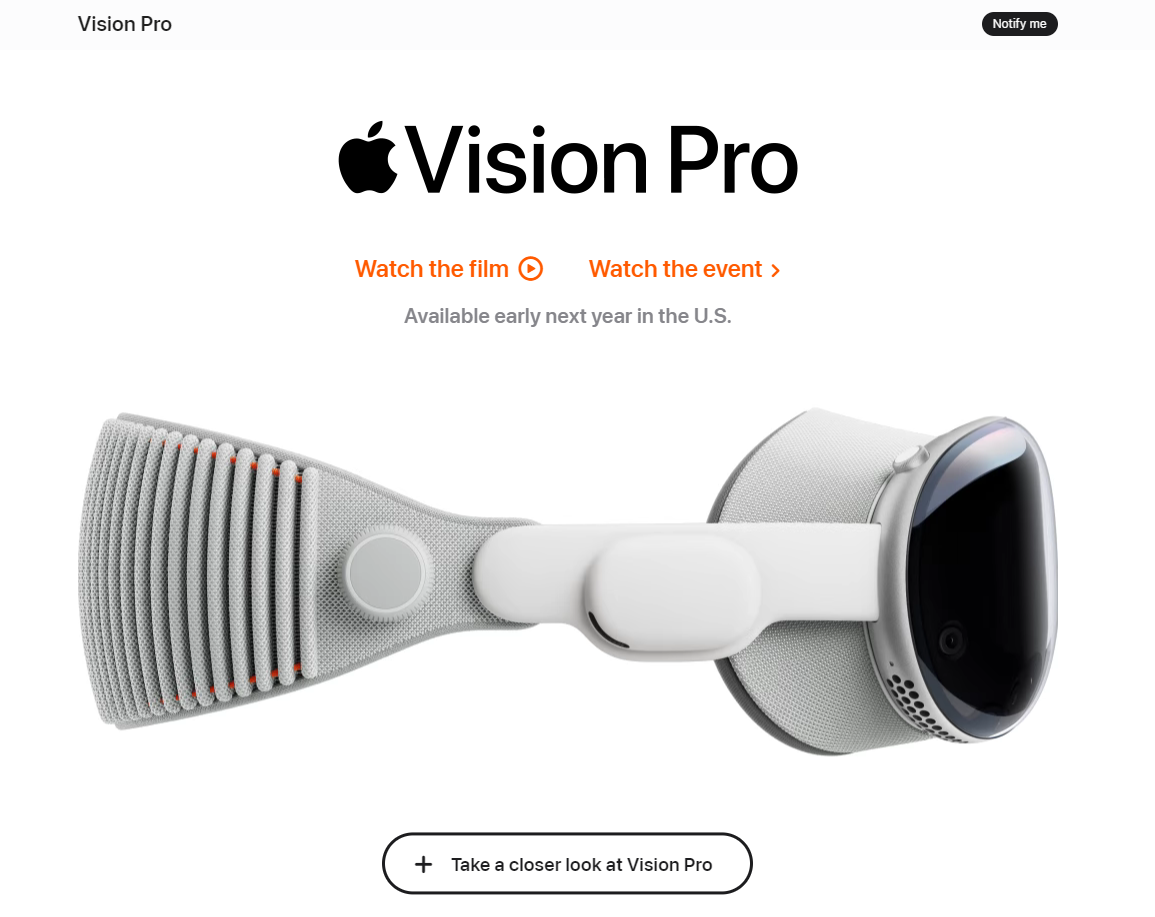 Vision Pro
Notify me
Vision Pro
Watch the film
Watch the event
Available early next year in the U.S.
Take a closer look at Vision Pro